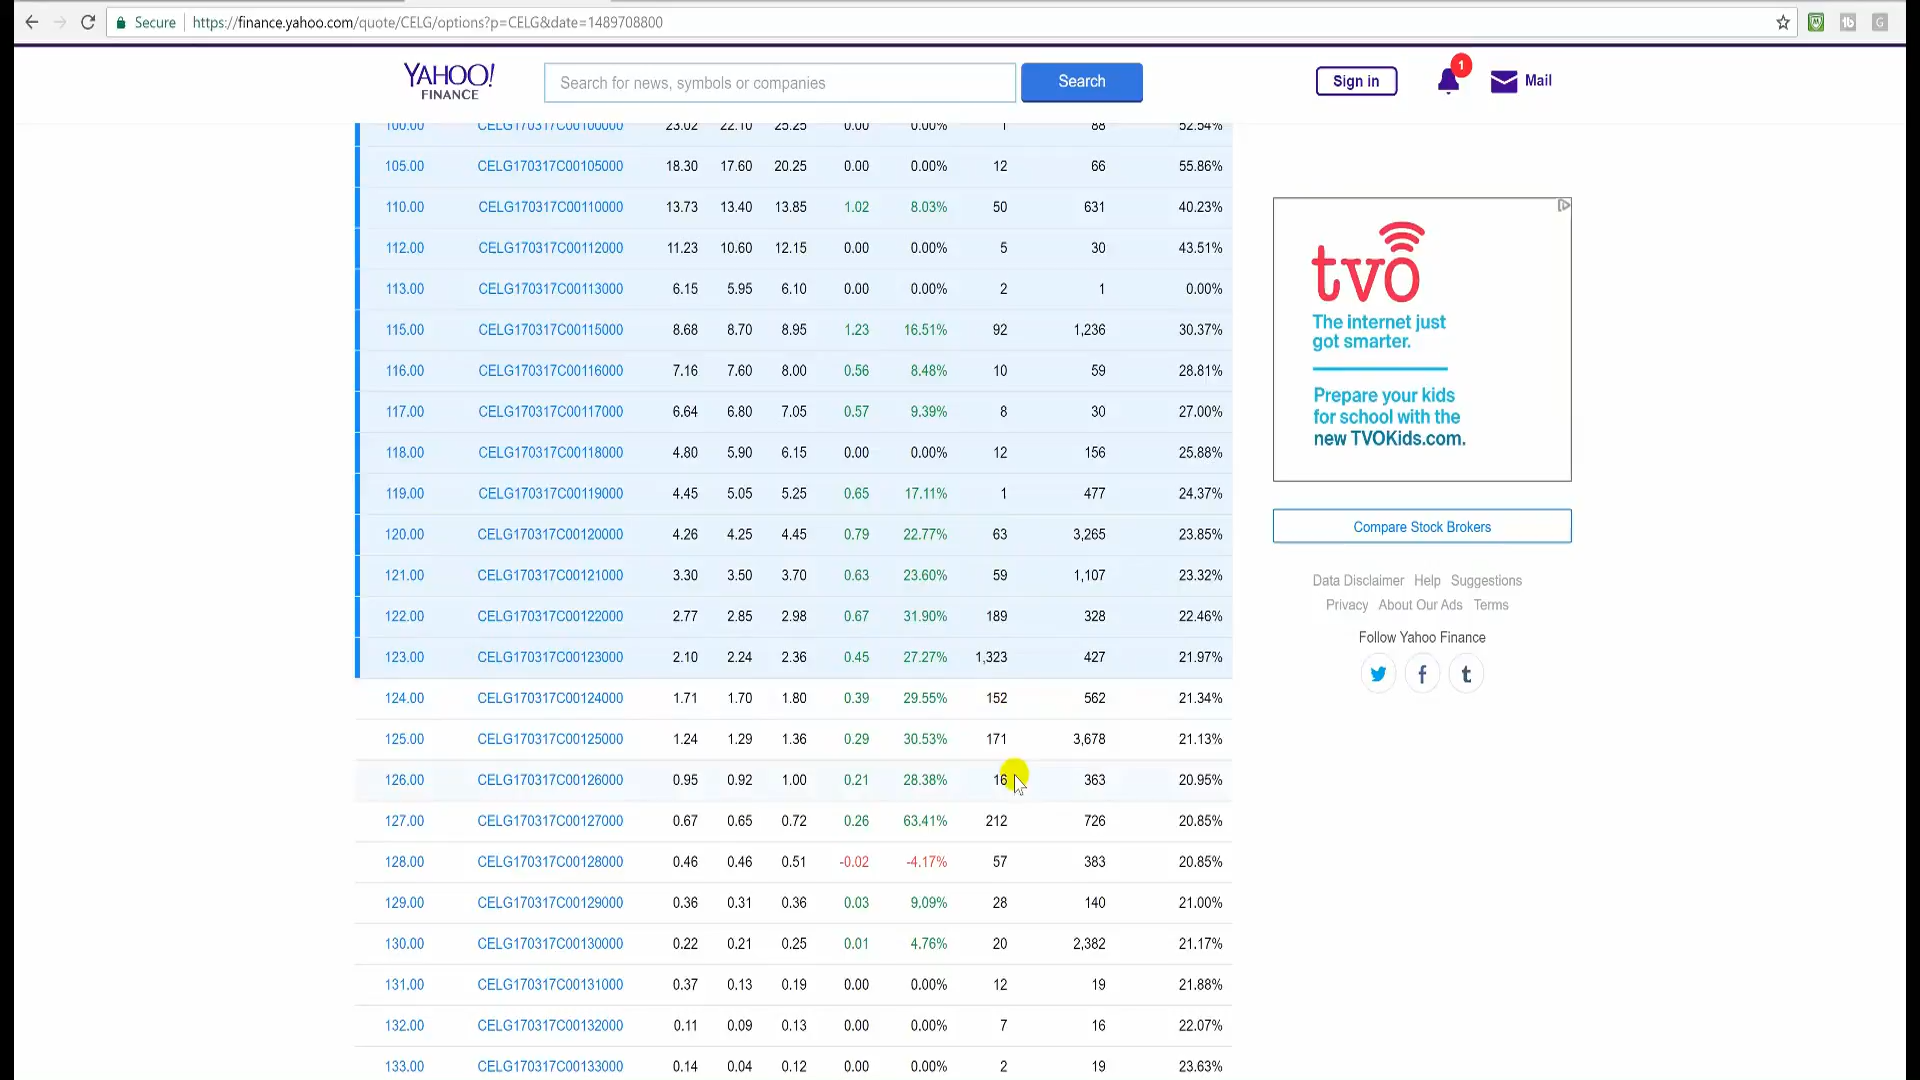 Secure https://finance.yahoo.com/quote/CELG/options?p=CELG&date=1489708800
YAHOO!
FINANCE
Search for news, symbols or companies
Search
Sign in
1
Mail
100.00 CELG170317C00100000 23.02 22.10 25.25 0.00 0.00% 1 88 52.54%
105.00 CELG170317C00105000 18.30 17.60 20.25 0.00 0.00% 12 66 55.86%
110.00 CELG170317C00110000 13.73 13.40 13.85 1.02 8.03% 50 631 40.23%
112.00 CELG170317C00112000 11.23 10.60 12.15 0.00 0.00% 5 30 43.51%
113.00 CELG170317C00113000 6.15 5.95 6.10 0.00 0.00% 2 1 0.00%
115.00 CELG170317C00115000 8.68 8.70 8.95 1.23 16.51% 92 1,236 30.37%
116.00 CELG170317C00116000 7.16 7.60 8.00 0.56 8.48% 10 59 28.81%
117.00 CELG170317C00117000 6.64 6.80 7.05 0.57 9.39% 8 30 27.00%
118.00 CELG170317C00118000 4.80 5.90 6.15 0.00 0.00% 12 156 25.88%
119.00 CELG170317C00119000 4.45 5.05 5.25 0.65 17.11% 1 477 24.37%
120.00 CELG170317C00120000 4.26 4.25 4.45 0.79 22.77% 63 3,265 23.85%
121.00 CELG170317C00121000 3.30 3.50 3.70 0.63 23.60% 59 1,107 23.32%
122.00 CELG170317C00122000 2.77 2.85 2.98 0.67 31.90% 189 328 22.46%
123.00 CELG170317C00123000 2.10 2.24 2.36 0.45 27.27% 1,323 427 21.97%
124.00 CELG170317C00124000 1.71 1.70 1.80 0.39 29.55% 152 562 21.34%
125.00 CELG170317C00125000 1.24 1.29 1.36 0.29 30.53% 171 3,678 21.13%
126.00 CELG170317C00126000 0.95 0.92 1.00 0.21 28.38% 16 363 20.95%
127.00 CELG170317C00127000 0.67 0.65 0.72 0.26 63.41% 212 726 20.85%
128.00 CELG170317C00128000 0.46 0.46 0.51 -0.02 -4.17% 57 383 20.85%
129.00 CELG170317C00129000 0.36 0.31 0.36 0.03 9.09% 28 140 21.00%
130.00 CELG170317C00130000 0.22 0.21 0.25 0.01 4.76% 20 2,382 21.17%
131.00 CELG170317C00131000 0.37 0.13 0.19 0.00 0.00% 12 19 21.88%
132.00 CELG170317C00132000 0.11 0.09 0.13 0.00 0.00% 7 16 22.07%
133.00 CELG170317C00133000 0.14 0.04 0.12 0.00 0.00% 2 19 23.63%
tvo
The internet just
got smarter.
Prepare your kids
for school with the
new TVOKids.com.
Compare Stock Brokers
Data Disclaimer Help Suggestions
Privacy About Our Ads Terms
Follow Yahoo Finance